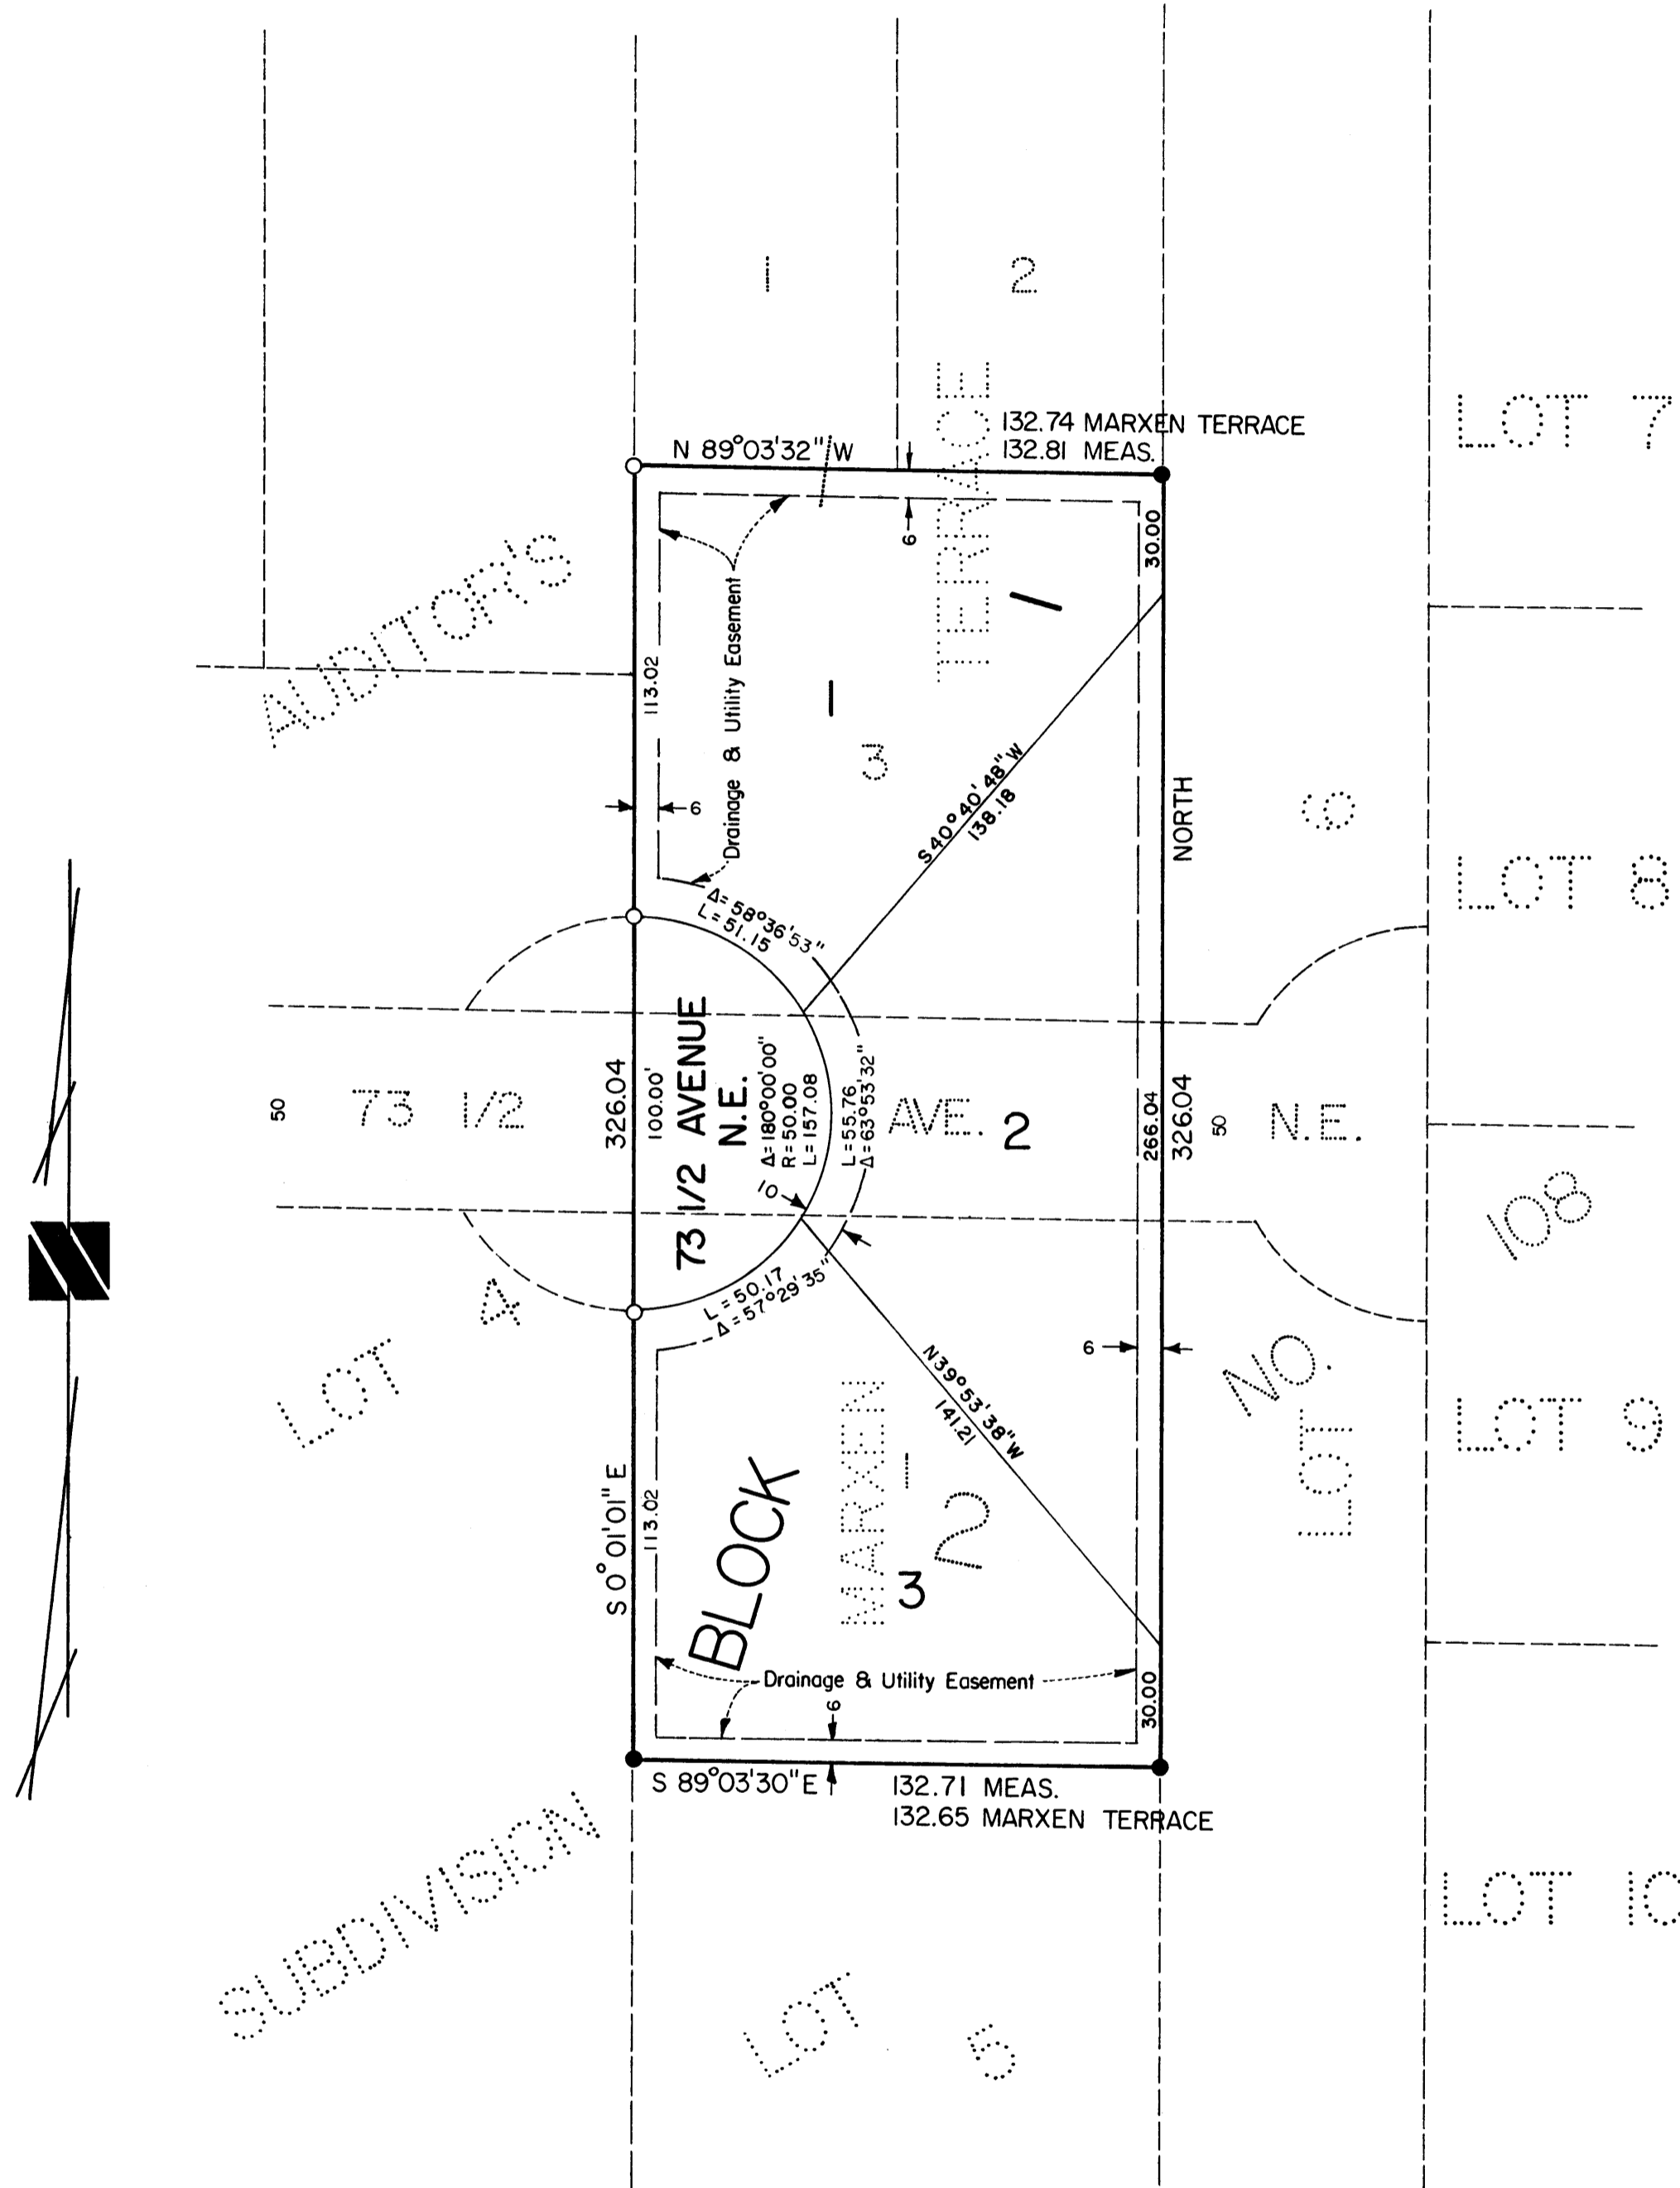 1
2
132.74 MARXEN TERRACE
132.81 MEAS.
N 89°03'32" W
LOT 7
6
30.00
AUDITOR'S
TERRACE
1
Drainage & Utility Easement
113.02
1
3
6
S40°40'48"W
138.18
NORTH
6
LOT 8
Δ=58°36'53"
L=51.15
326.04
100.00'
73 1/2 AVENUE
N.E.
Δ=180°00'00"
R=50.00
L=157.08
L=55.76
Δ=63°53'32"
50
73 1/2
AVE.
2
266.04
326.04
50
N.E.
10
108
L=50.17
Δ=57°29'35"
LOT 4
6
NO.
LOT
LOT 9
N39°53'38"W
141.21
S 0°01'01" E
113.02
BLOCK
MARXEN
1
2
3
Drainage & Utility Easement
6
30.00
S 89°03'30"E
132.71 MEAS.
132.65 MARXEN TERRACE
SUBDIVISION
LOT 10
LOT 5
N